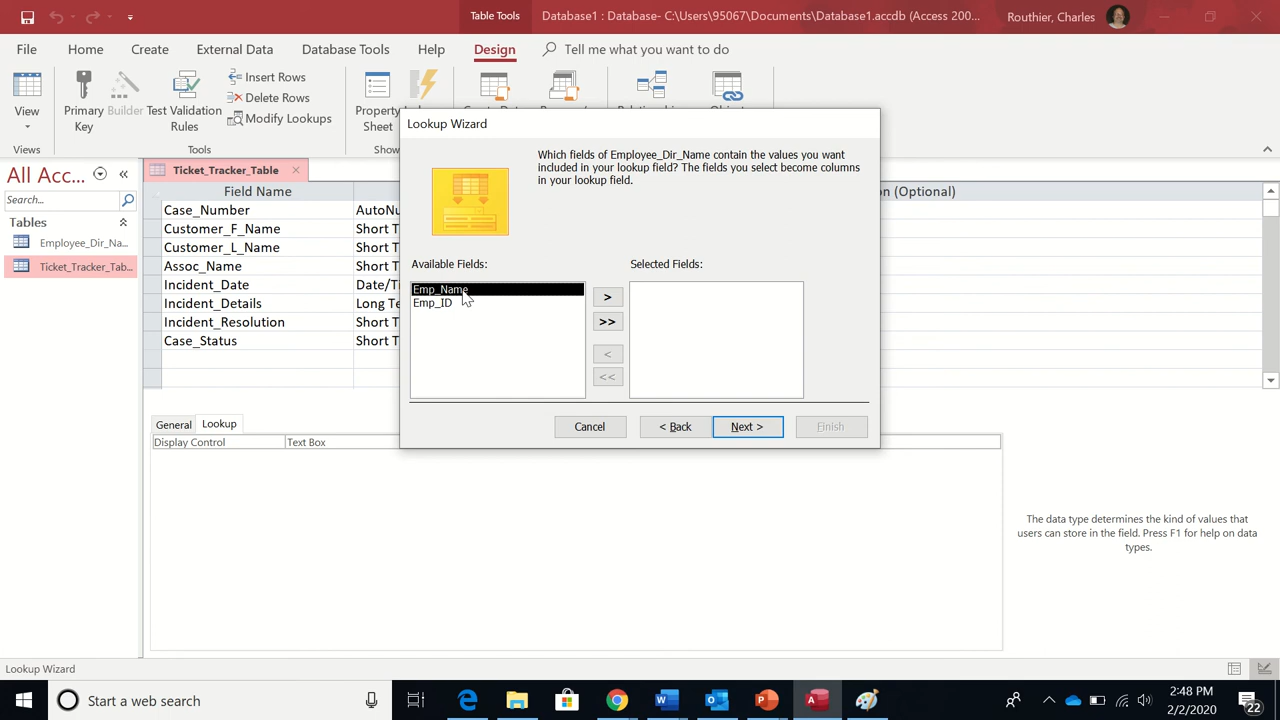 Table Tools
Database1 : Database- C:\Users\95067\Documents\Database1.accdb (Access 200...
Routhier, Charles
File
Home
Create
External Data
Database Tools
Help
Design
Tell me what you want to do
View
Primary
Key
Builder
Test Validation
Rules
Insert Rows
Delete Rows
Modify Lookups
Property
Sheet
Views
Tools
Lookup Wizard
Which fields of Employee_Dir_Name contain the values you want
included in your lookup field? The fields you select become columns
in your lookup field.
All Acc...
Search...
Tables
Employee_Dir_Na...
Ticket_Tracker_Tab...
Ticket_Tracker_Table
Field Name
(Optional)
Case_Number
AutoNu
Customer_F_Name
Short T
Customer_L_Name
Short T
Assoc_Name
Short T
Incident_Date
Date/Ti
Incident_Details
Long Te
Incident_Resolution
Short T
Case_Status
Short T
Available Fields:
Selected Fields:
Emp_Name
Emp_ID
>
>>
<
<<
Cancel
< Back
Next >
Finish
General
Lookup
Display Control
Text Box
The data type determines the kind of values that
users can store in the field. Press F1 for help on data
types.
Lookup Wizard
Start a web search
2:48 PM
2/2/2020
22